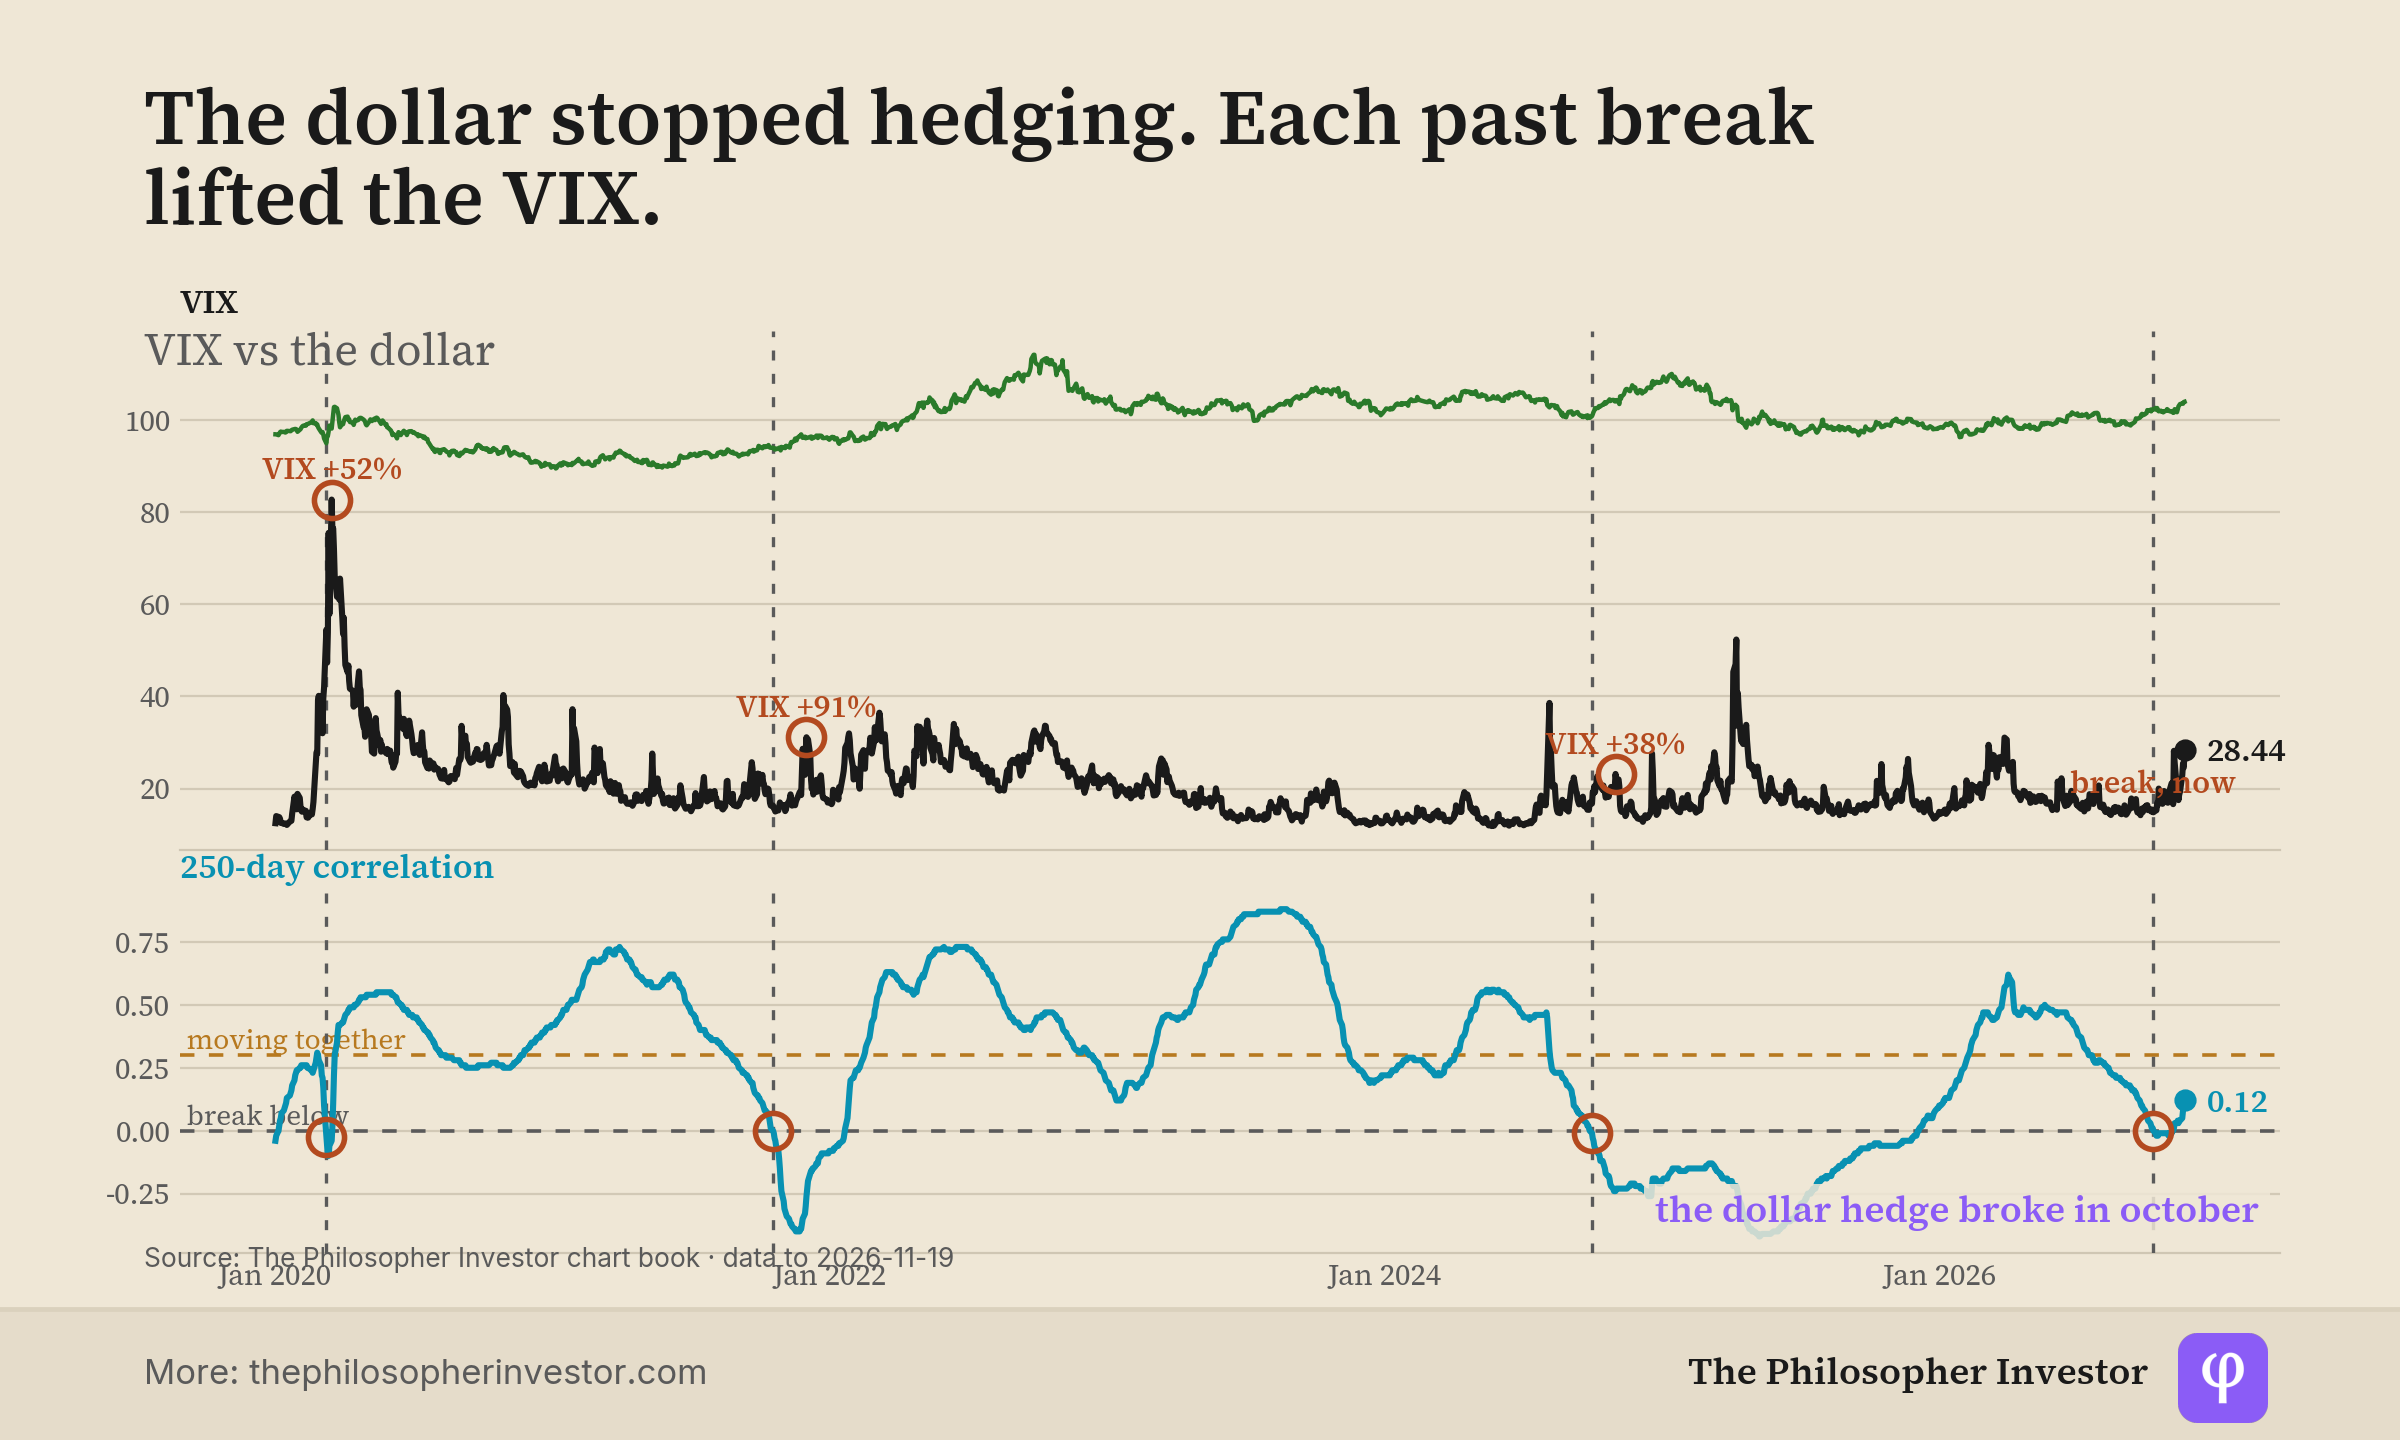 The dollar stopped hedging. Each past break
lifted the VIX.
VIX
VIX vs the dollar
100
80
60
40
20
VIX +52%
VIX +91%
VIX +38%
28.44
break, now
250-day correlation
0.75
0.50
moving together
0.25
break below
0.00
-0.25
0.12
the dollar hedge broke in october
Source: The Philosopher Investor chart book · data to 2026-11-19
Jan 2020
Jan 2022
Jan 2024
Jan 2026
More: thephilosopherinvestor.com
The Philosopher Investor
φ